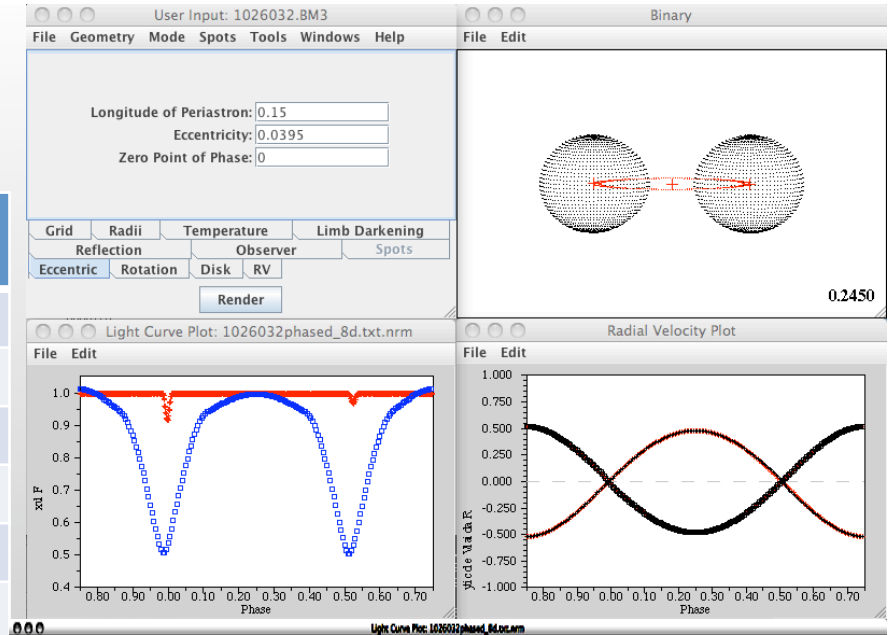 User Input: 1026032.BM3
File Geometry Mode Spots Tools Windows Help
Longitude of Periastron: 0.15
Eccentricity: 0.0395
Zero Point of Phase: 0
Grid Radii Temperature Limb Darkening
Reflection Observer Spots
Eccentric Rotation Disk RV
Render
Binary
File Edit
0.2450
Light Curve Plot: 1026032phased_8d.txt.nrm
File Edit
1.0
0.9
0.8
0.7
0.6
0.5
0.4
0.80 0.90 0.00 0.10 0.20 0.30 0.40 0.50 0.60 0.70
Phase
Radial Velocity Plot
File Edit
1.000
0.750
0.500
0.250
0.000
-0.250
-0.500
-0.750
-1.000
0.80 0.90 0.00 0.10 0.20 0.30 0.40 0.50 0.60 0.70
Phase
Light Curve Plot: 1026032phased_8d.txt.nrm